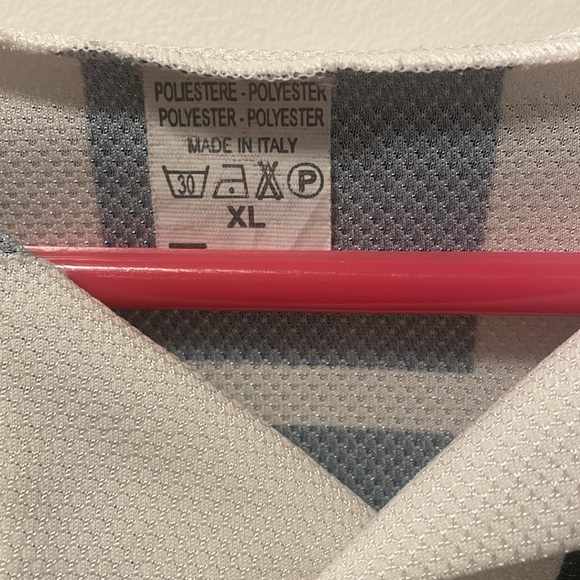 POLIESTERE - POLYESTER
POLYESTER - POLYESTER
MADE IN ITALY
30 P
XL